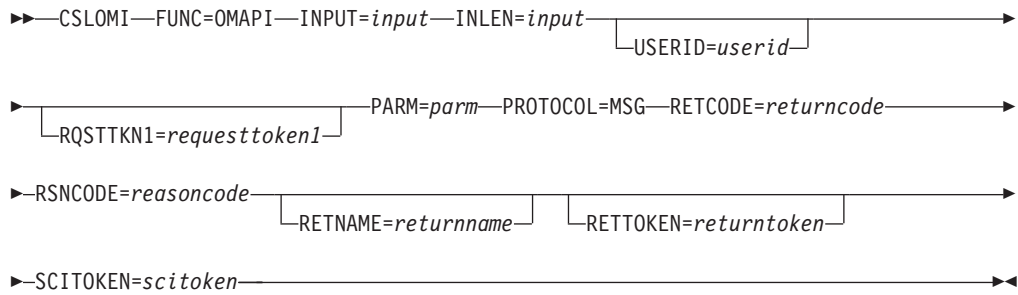 CSLOMI FUNC=OMAPI INPUT=input INLEN=input
USERID=userid
PARM=parm PROTOCOL=MSG RETCODE=returncode
RQSTTKN1=requesttoken1
RSNCODE=reasoncode
RETNAME=returnname RETTOKEN=returntoken
SCITOKEN=scitoken